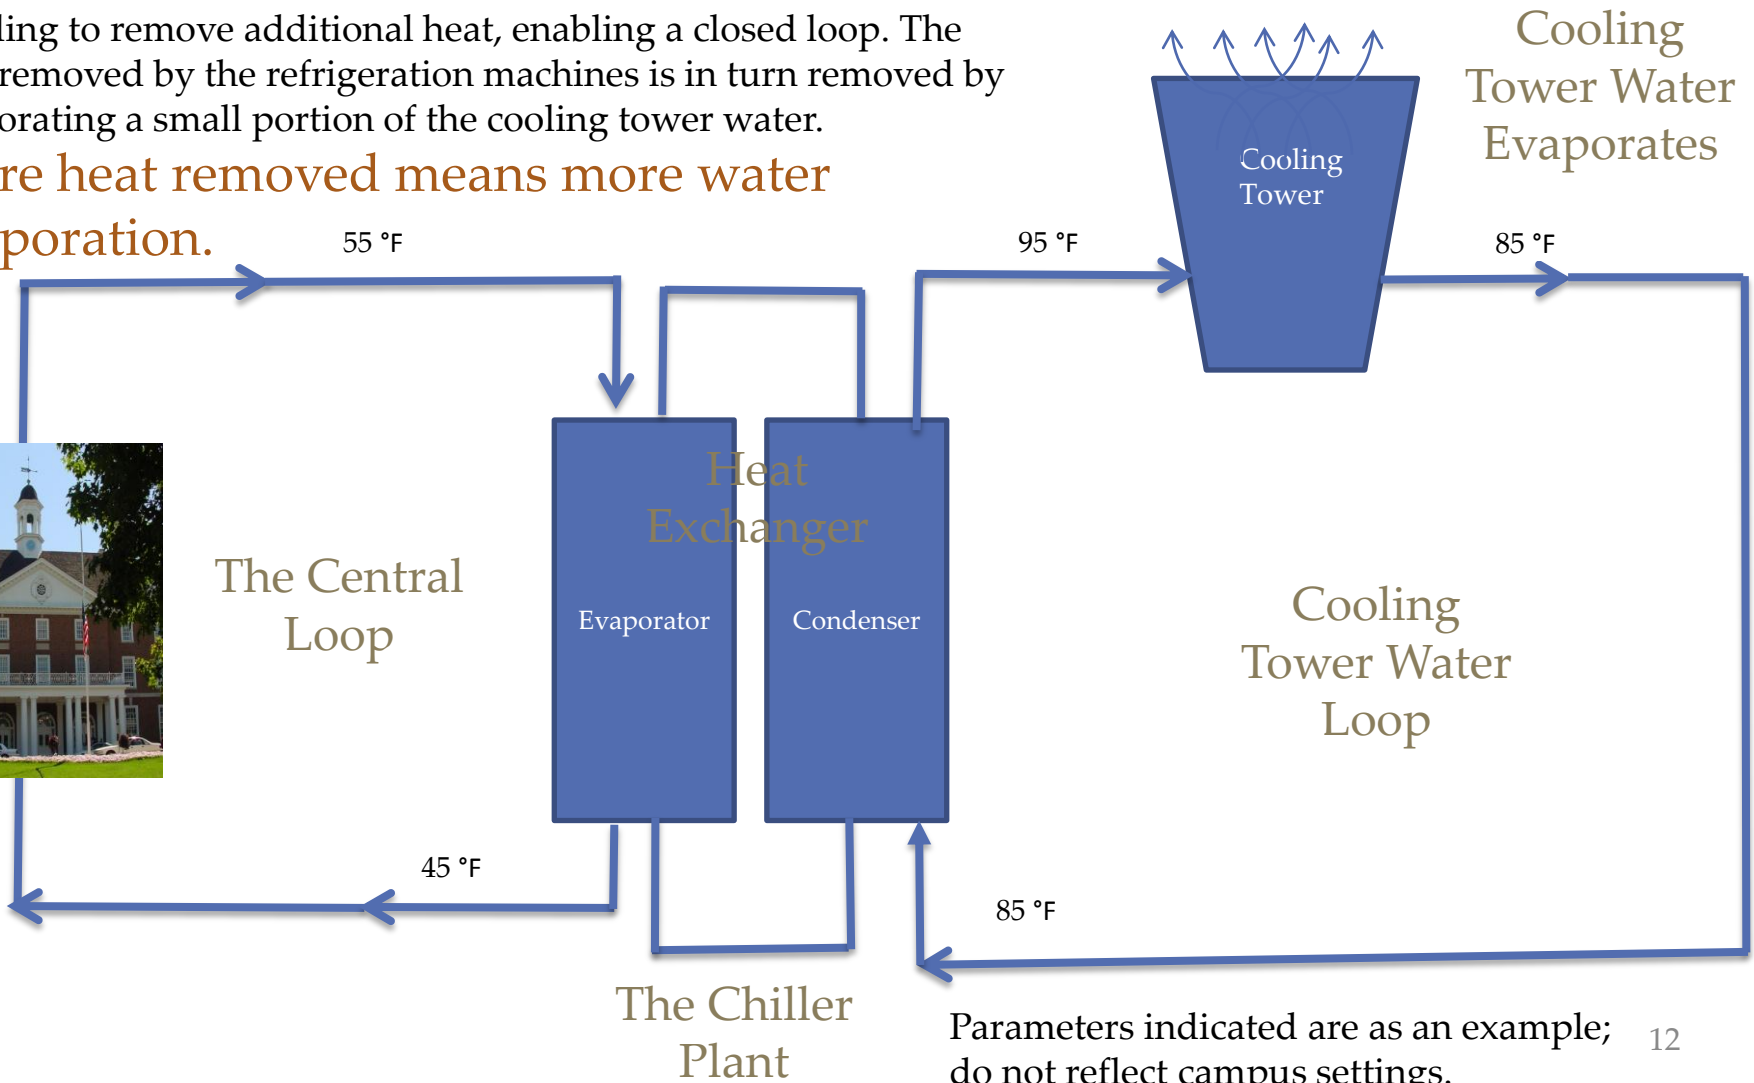 ling to remove additional heat, enabling a closed loop. The
removed by the refrigeration machines is in turn removed by
orating a small portion of the cooling tower water.
re heat removed means more water
poration.
Cooling
Tower Water
Evaporates
Cooling
Tower
55 °F
95 °F
85 °F
Heat
Exchanger
The Central
Loop
Evaporator
Condenser
Cooling
Tower Water
Loop
45 °F
85 °F
The Chiller
Plant
Parameters indicated are as an example;
do not reflect campus settings.
12